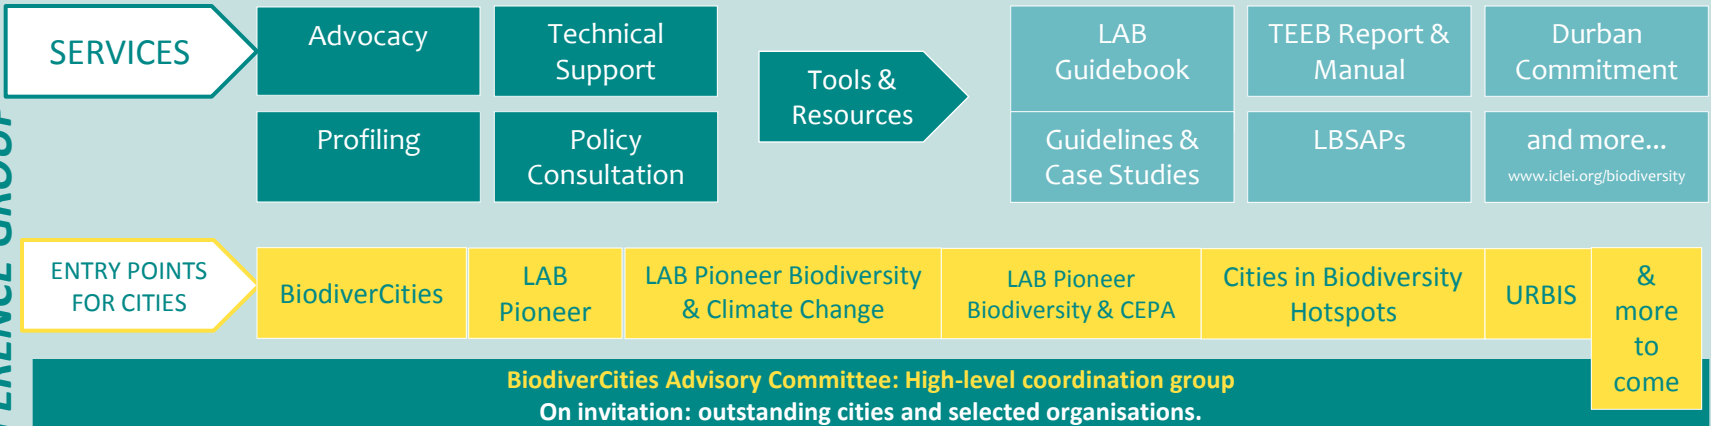 SERVICES
Advocacy
Technical
Support
Profiling
Policy
Consultation
Tools &
Resources
LAB
Guidebook
TEEB Report &
Manual
Durban
Commitment
Guidelines &
Case Studies
LBSAPs
and more...
www.iclei.org/biodiversity
GROUP
ENTRY POINTS
FOR CITIES
BiodiverCities
LAB
Pioneer
LAB Pioneer Biodiversity
& Climate Change
LAB Pioneer
Biodiversity & CEPA
Cities in Biodiversity
Hotspots
URBIS
&
more
to
come
BiodiverCities Advisory Committee: High-level coordination group
On invitation: outstanding cities and selected organisations.